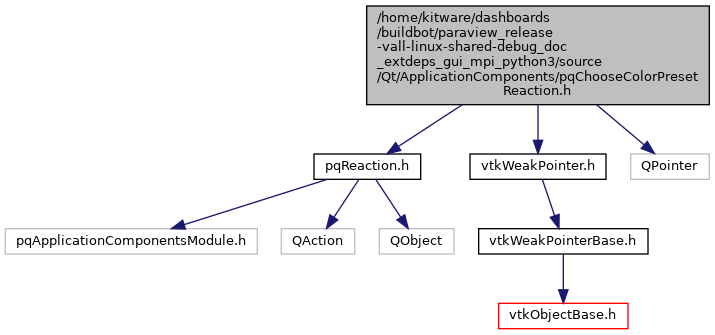 /home/kitware/dashboards
/buildbot/paraview_release
-vall-linux-shared-debug_doc
_extdeps_gui_mpi_python3/source
/Qt/ApplicationComponents/pqChooseColorPreset
Reaction.h
pqReaction.h
vtkWeakPointer.h
QPointer
pqApplicationComponentsModule.h
QAction
QObject
vtkWeakPointerBase.h
vtkObjectBase.h